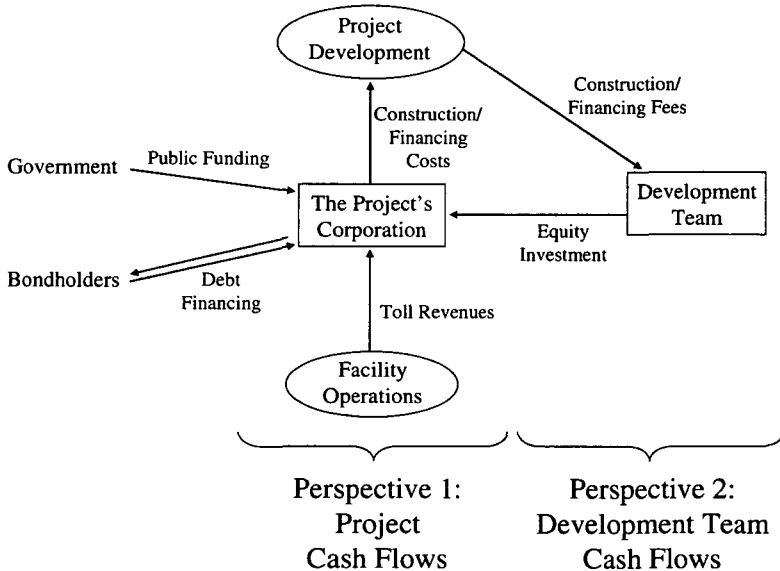 Project
Development
Construction/
Financing Fees
Construction/
Financing
Costs
Government
Public Funding
The Project's
Corporation
Development
Team
Equity
Investment
Bondholders
Debt
Financing
Toll Revenues
Facility
Operations
Perspective 1:
Project
Cash Flows
Perspective 2:
Development Team
Cash Flows